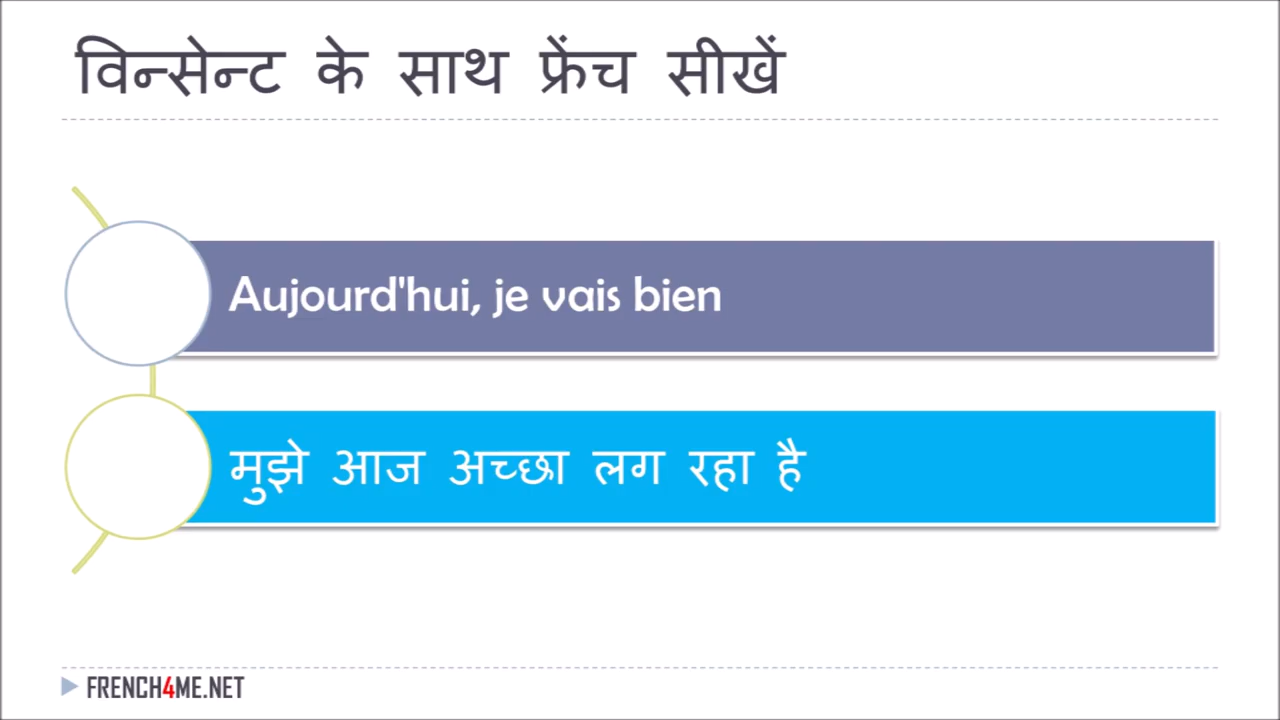 विन्सेन्ट के साथ फ्रेंच सीखें
Aujourd'hui, je vais bien
मुझे आज अच्छा लग रहा है
FRENCH4ME.NET